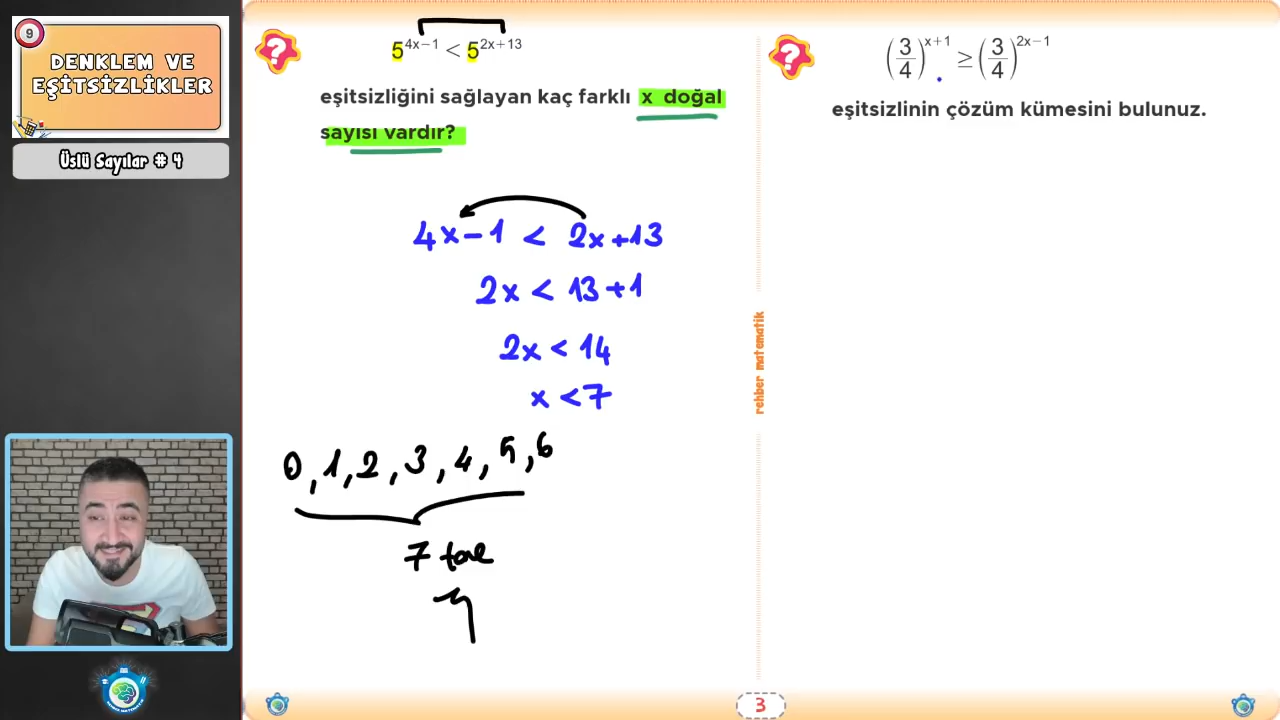 9
DENKLEM VE
EŞİTSİZLİKLER
Üslü Sayılar # 4
5^{4x−1} < 5^{2x+13}
eşitsizliğini sağlayan kaç farklı x doğal
sayısı vardır?
4x−1 < 2x+13
2x < 13+1
2x < 14
x < 7
0, 1, 2, 3, 4, 5, 6
7 tane
(3/4)^{x+1} ≥ (3/4)^{2x−1}
eşitsizlinin çözüm kümesini bulunuz.
rehber matematik
3